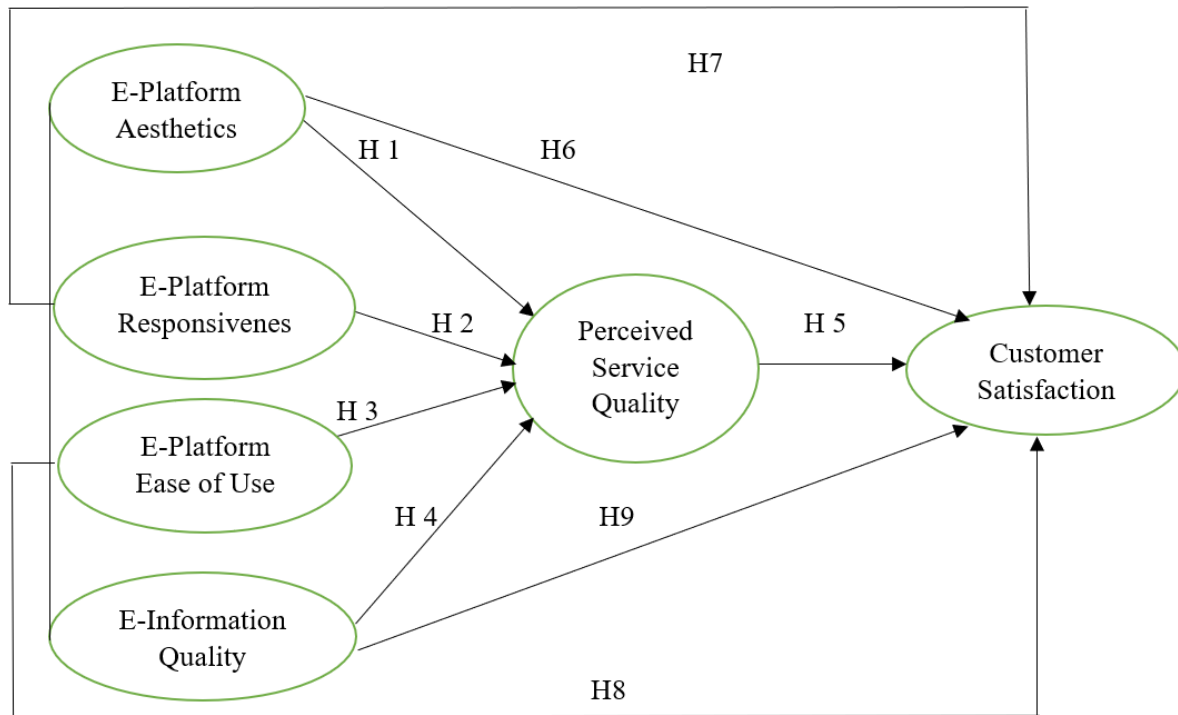 H7
E-Platform
Aesthetics
H 1
H6
E-Platform
Responsivenes
H 2
Perceived
Service
Quality
H 5
Customer
Satisfaction
H 3
E-Platform
Ease of Use
H 4
H9
E-Information
Quality
H8